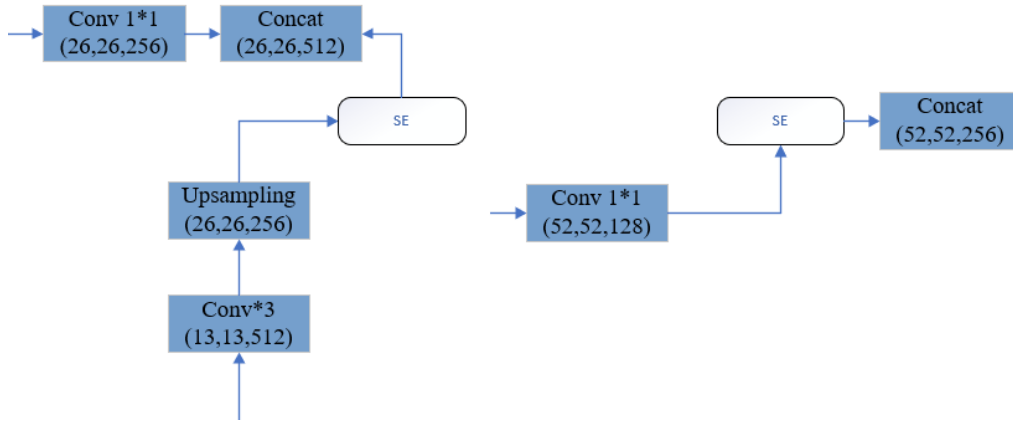 Conv 1*1
(26,26,256)
Concat
(26,26,512)
SE
Upsampling
(26,26,256)
Conv*3
(13,13,512)
SE
Concat
(52,52,256)
Conv 1*1
(52,52,128)